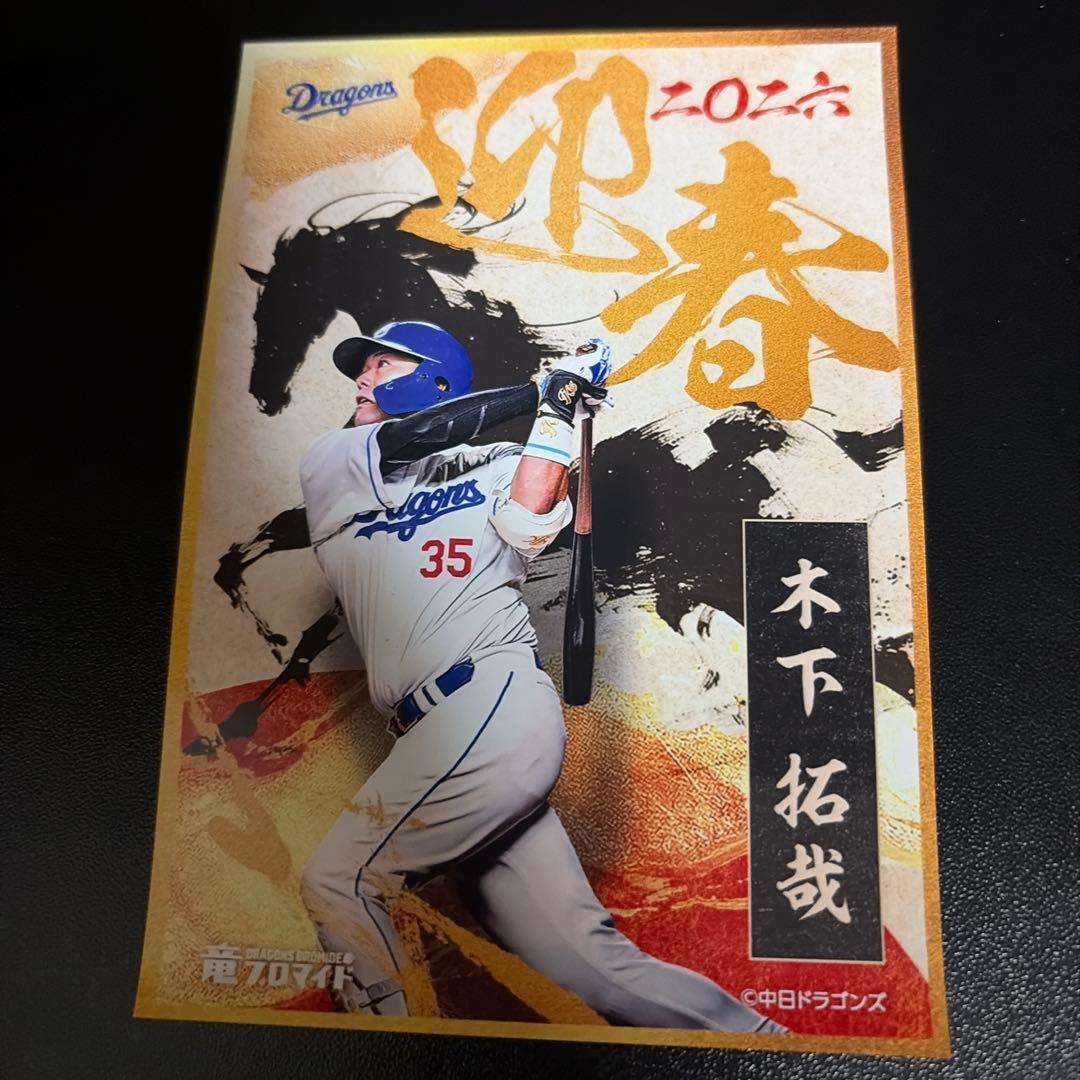 Dragons
迎春
二〇二六
Dragons
35
木下 拓哉
竜 DRAGONS BROMIDE
ブロマイド
©中日ドラゴンズ